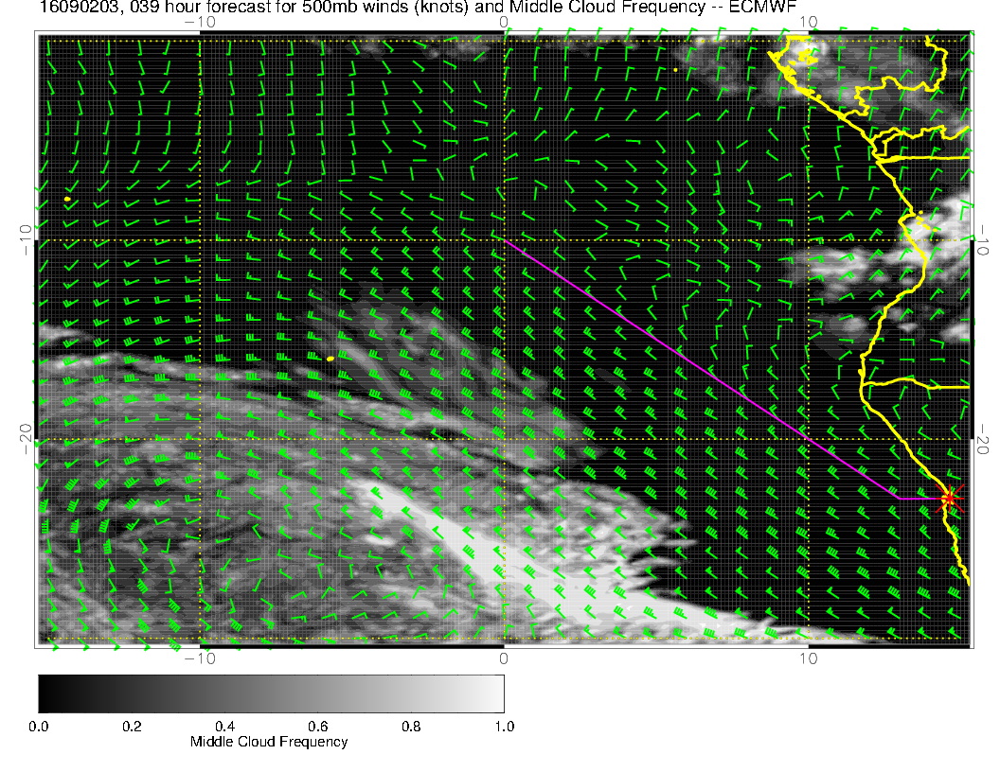 16090203, 039 hour forecast for 500mb winds (knots) and Middle Cloud Frequency -- ECMWF
−10 0 10
−10 −10
−20 −20
−10 0 10
0.0 0.2 0.4 0.6 0.8 1.0
Middle Cloud Frequency